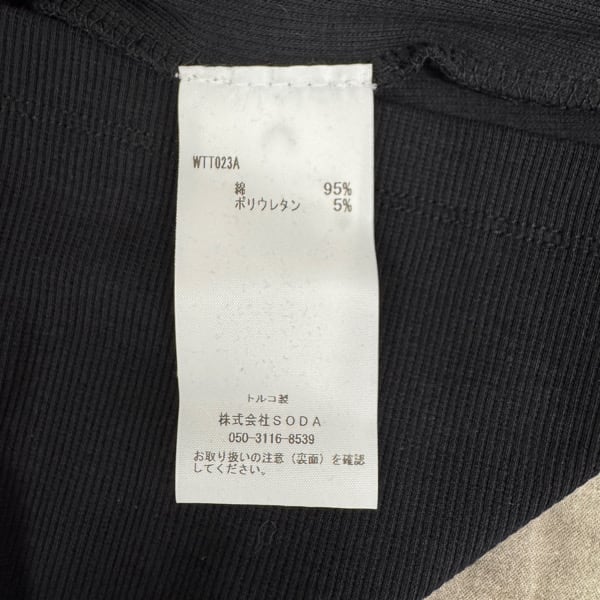 WTT023A
綿 95%
ポリウレタン 5%
トルコ製
株式会社SODA
050-3116-8539
お取り扱いの注意(裏面)を確認
してください。